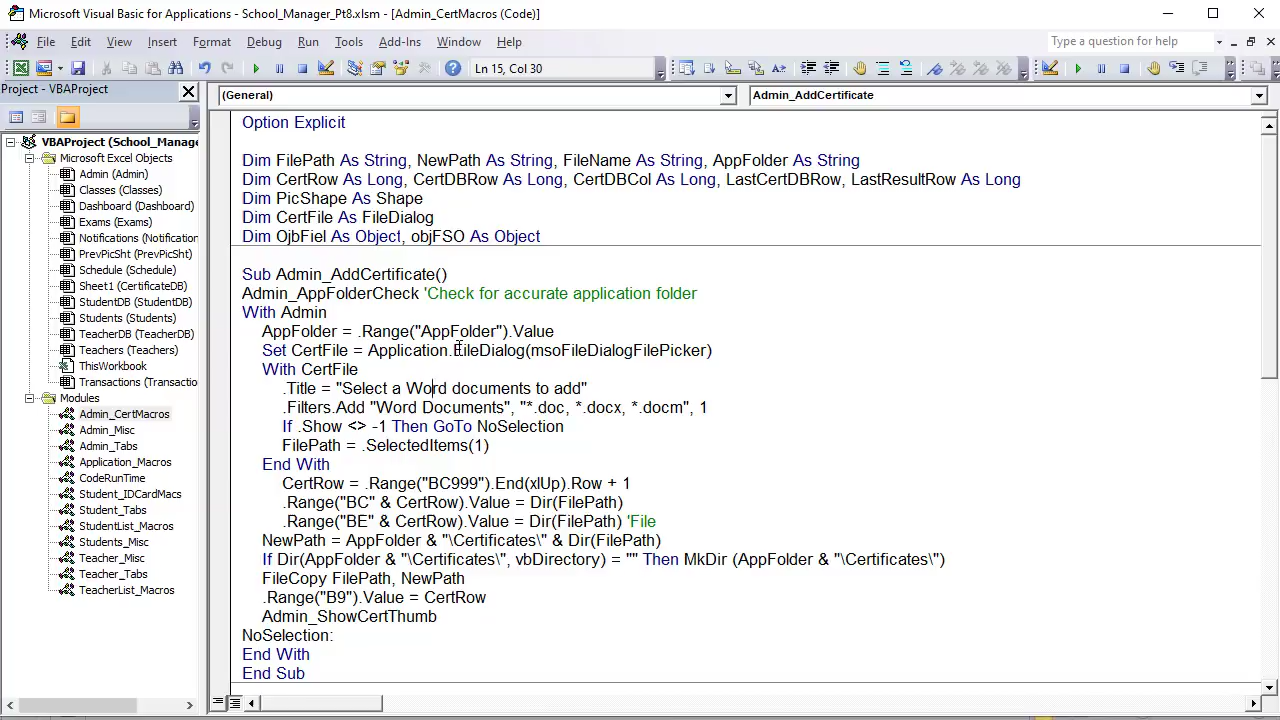 Microsoft Visual Basic for Applications - School_Manager_Pt8.xlsm - [Admin_CertMacros (Code)]
File Edit View Insert Format Debug Run Tools Add-Ins Window Help
Type a question for help
Ln 15, Col 30
Project - VBAProject
(General)
Admin_AddCertificate
VBAProject (School_Manage
Microsoft Excel Objects
Admin (Admin)
Classes (Classes)
Dashboard (Dashboard)
Exams (Exams)
Notifications (Notification
PrevPicSht (PrevPicSht)
Schedule (Schedule)
Sheet1 (CertificateDB)
StudentDB (StudentDB)
Students (Students)
TeacherDB (TeacherDB)
Teachers (Teachers)
ThisWorkbook
Transactions (Transactio
Modules
Admin_CertMacros
Admin_Misc
Admin_Tabs
Application_Macros
CodeRunTime
Student_IDCardMacs
Student_Tabs
StudentList_Macros
Students_Misc
Teacher_Misc
Teacher_Tabs
TeacherList_Macros
Option Explicit
Dim FilePath As String, NewPath As String, FileName As String, AppFolder As String
Dim CertRow As Long, CertDBRow As Long, CertDBCol As Long, LastCertDBRow, LastResultRow As Long
Dim PicShape As Shape
Dim CertFile As FileDialog
Dim OjbFiel As Object, objFSO As Object
Sub Admin_AddCertificate()
Admin_AppFolderCheck 'Check for accurate application folder
With Admin
AppFolder = .Range("AppFolder").Value
Set CertFile = Application.FileDialog(msoFileDialogFilePicker)
With CertFile
.Title = "Select a Word documents to add"
.Filters.Add "Word Documents", "*.doc, *.docx, *.docm", 1
If .Show <> -1 Then GoTo NoSelection
FilePath = .SelectedItems(1)
End With
CertRow = .Range("BC999").End(xlUp).Row + 1
.Range("BC" & CertRow).Value = Dir(FilePath)
.Range("BE" & CertRow).Value = Dir(FilePath) 'File
NewPath = AppFolder & "\Certificates\" & Dir(FilePath)
If Dir(AppFolder & "\Certificates\", vbDirectory) = "" Then MkDir (AppFolder & "\Certificates\")
FileCopy FilePath, NewPath
.Range("B9").Value = CertRow
Admin_ShowCertThumb
NoSelection:
End With
End Sub